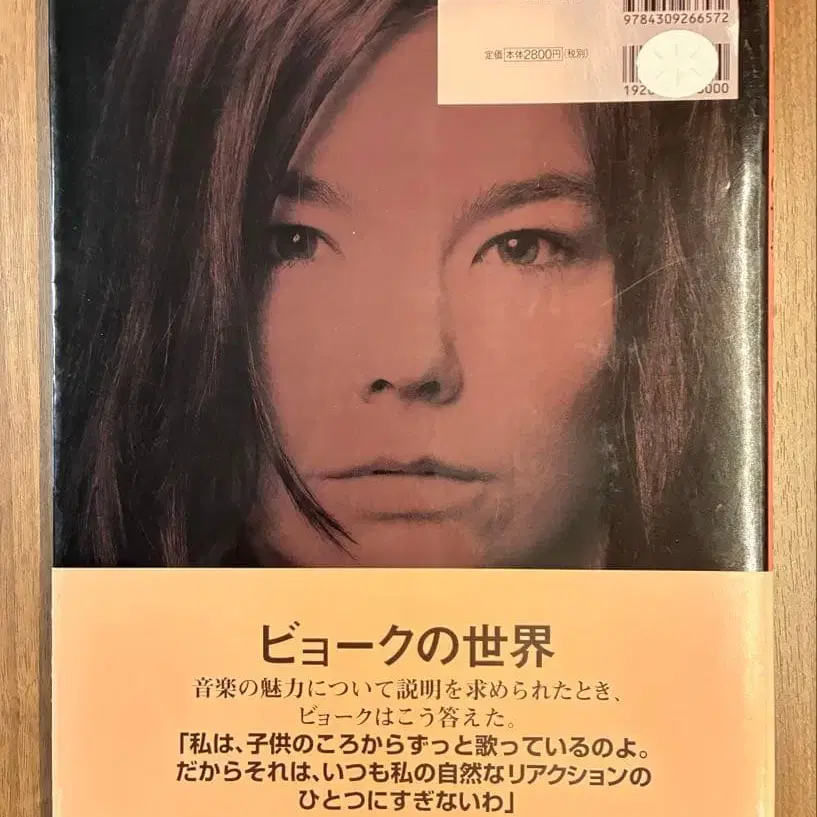 9784309266572
定価 本体2800円 (税別)
ビョークの世界
音楽の魅力について説明を求められたとき、
ビョークはこう答えた。
「私は、子供のころからずっと歌っているのよ。
だからそれは、いつも私の自然なリアクションの
ひとつにすぎないわ」